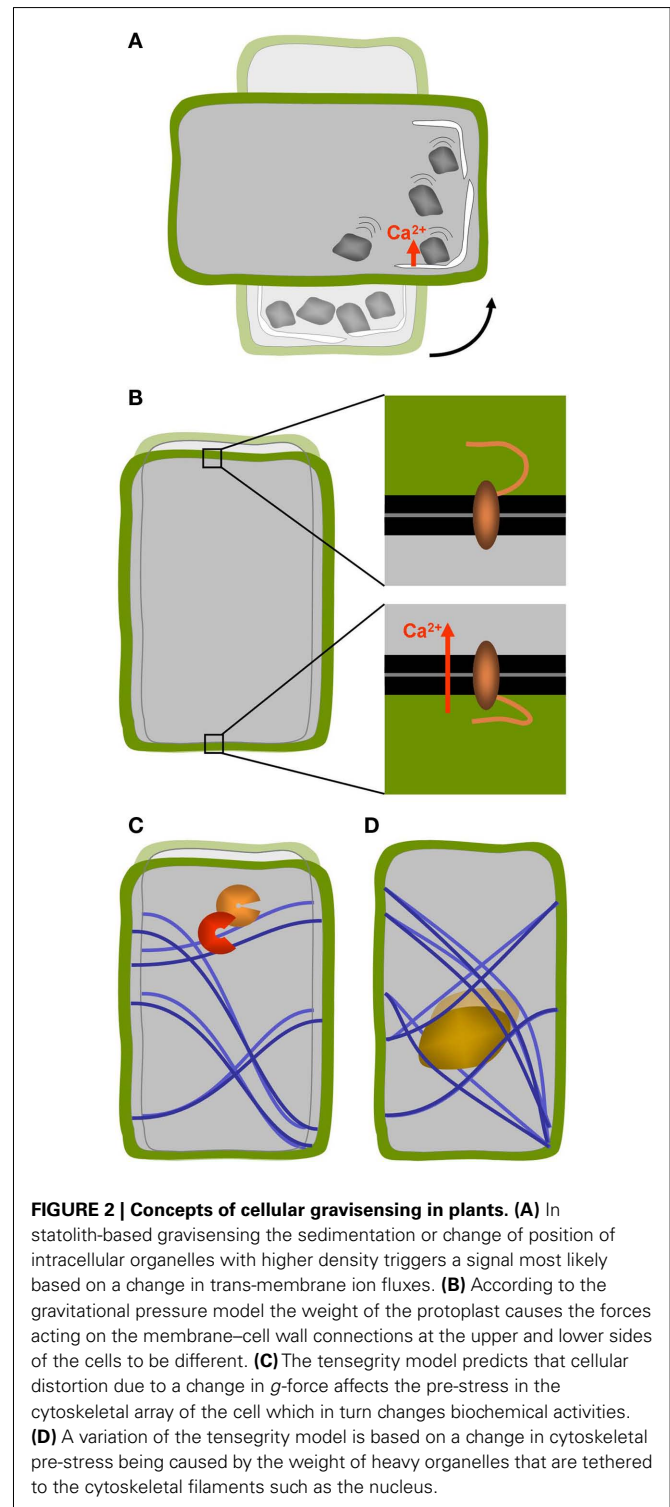 A
Ca²⁺
B
Ca²⁺
C
D
FIGURE 2 | Concepts of cellular gravisensing in plants. (A) In
statolith-based gravisensing the sedimentation or change of position of
intracellular organelles with higher density triggers a signal most likely
based on a change in trans-membrane ion fluxes. (B) According to the
gravitational pressure model the weight of the protoplast causes the forces
acting on the membrane–cell wall connections at the upper and lower sides
of the cells to be different. (C) The tensegrity model predicts that cellular
distortion due to a change in g-force affects the pre-stress in the
cytoskeletal array of the cell which in turn changes biochemical activities.
(D) A variation of the tensegrity model is based on a change in cytoskeletal
pre-stress being caused by the weight of heavy organelles that are tethered
to the cytoskeletal filaments such as the nucleus.